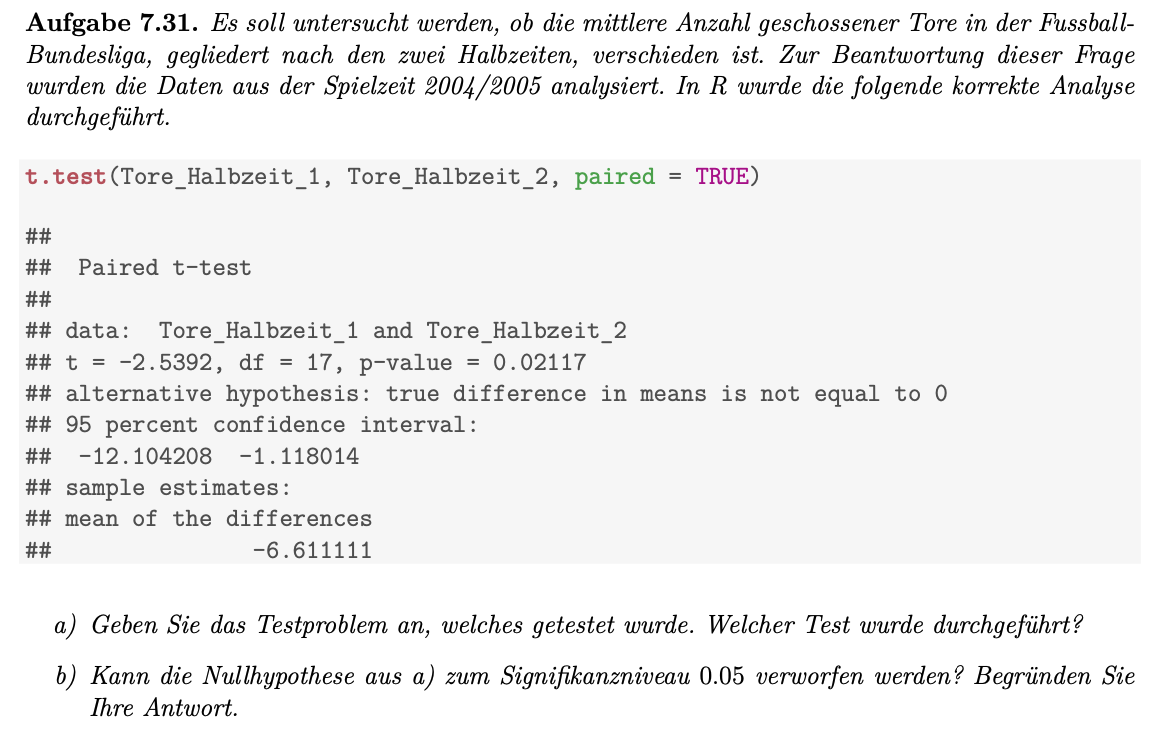 Aufgabe 7.31. Es soll untersucht werden, ob die mittlere Anzahl geschossener Tore in der Fussball-
Bundesliga, gegliedert nach den zwei Halbzeiten, verschieden ist. Zur Beantwortung dieser Frage
wurden die Daten aus der Spielzeit 2004/2005 analysiert. In R wurde die folgende korrekte Analyse
durchgeführt.
t.test(Tore_Halbzeit_1, Tore_Halbzeit_2, paired = TRUE)
##
##  Paired t-test
##
## data:  Tore_Halbzeit_1 and Tore_Halbzeit_2
## t = -2.5392, df = 17, p-value = 0.02117
## alternative hypothesis: true difference in means is not equal to 0
## 95 percent confidence interval:
##  -12.104208  -1.118014
## sample estimates:
## mean of the differences
##               -6.611111
a) Geben Sie das Testproblem an, welches getestet wurde. Welcher Test wurde durchgeführt?
b) Kann die Nullhypothese aus a) zum Signifikanzniveau 0.05 verworfen werden? Begründen Sie
Ihre Antwort.